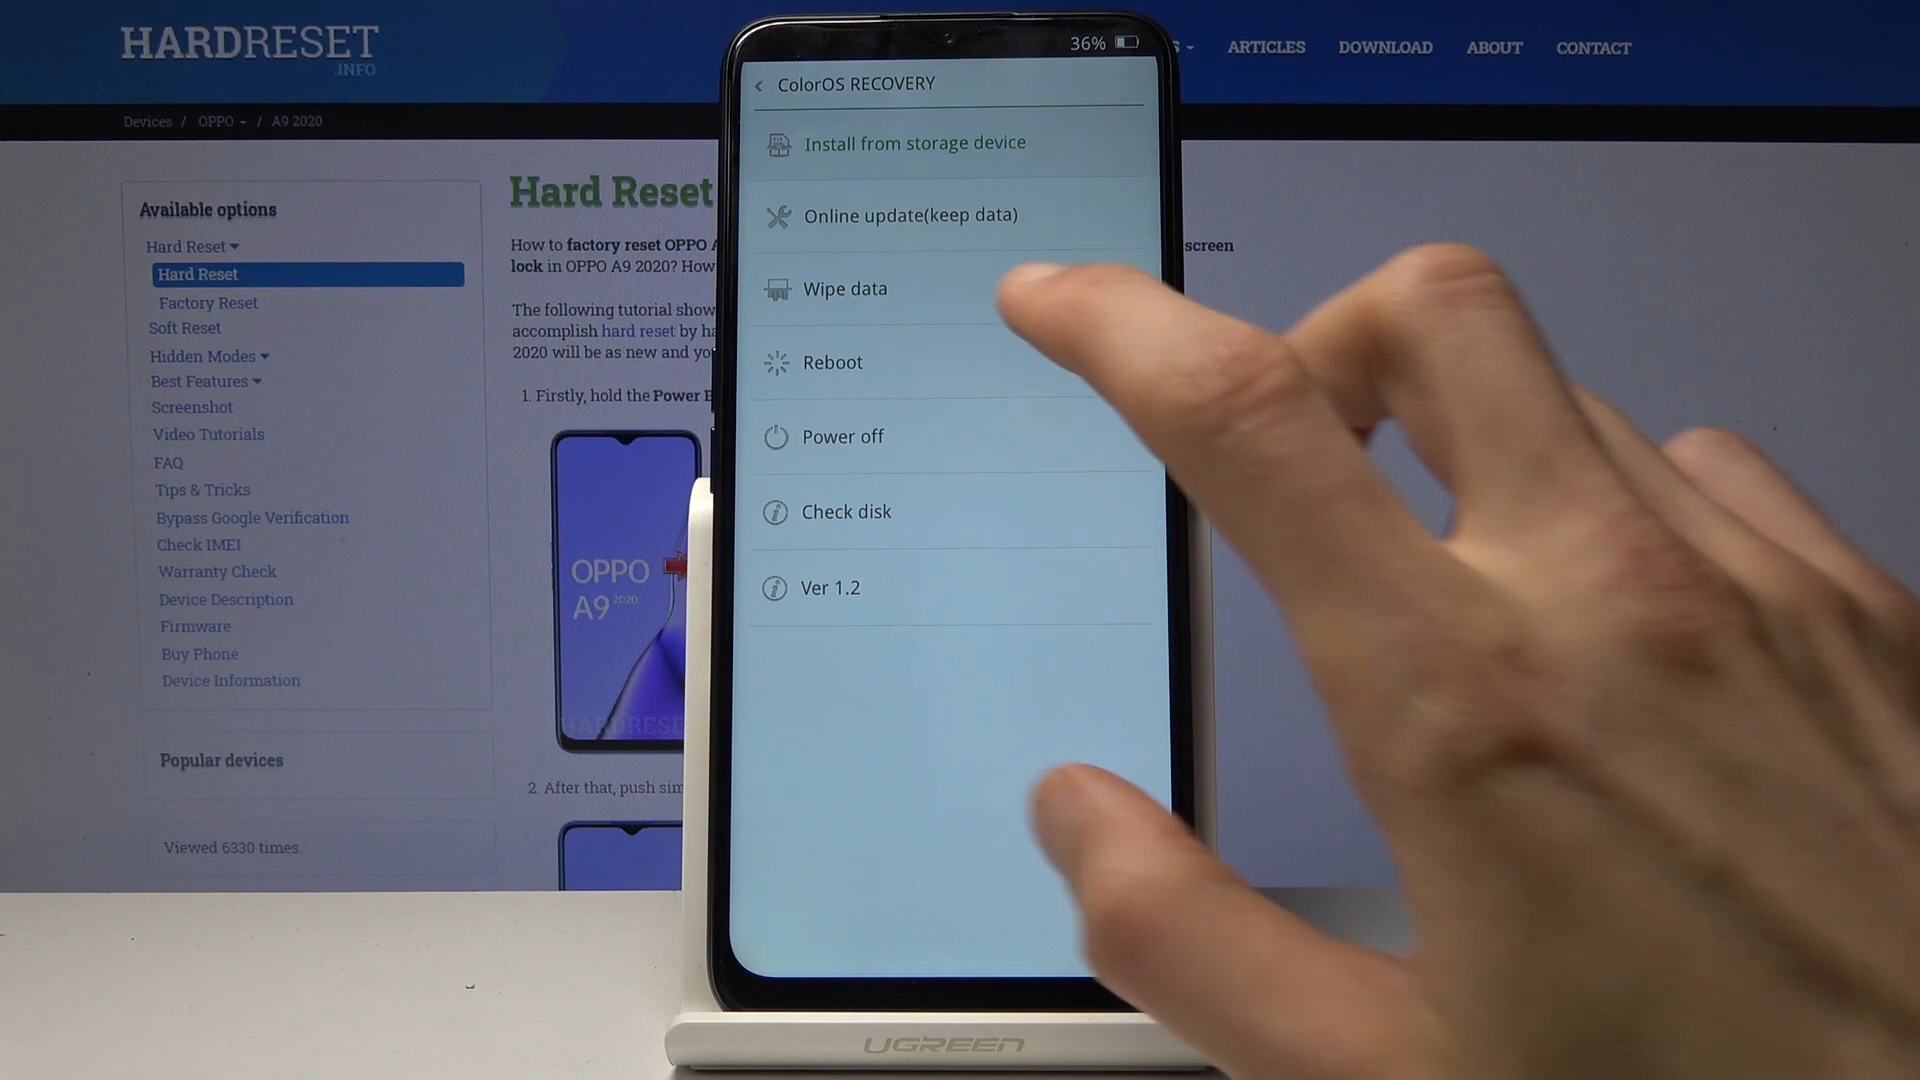 HARDRESET
.INFO
ARTICLES DOWNLOAD ABOUT CONTACT
Devices / OPPO / A9 2020
Available options
Hard Reset
Hard Reset
Factory Reset
Soft Reset
Hidden Modes
Best Features
Screenshot
Video Tutorials
FAQ
Tips & Tricks
Bypass Google Verification
Check IMEI
Warranty Check
Device Description
Firmware
Buy Phone
Device Information
Popular devices
Viewed 6330 times.
Hard Reset
How to factory reset OPPO screen
lock in OPPO A9 2020? How
The following tutorial show
accomplish hard reset by
2020 will be as new and
1. Firstly, hold the Power
OPPO
A9 2020
2. After that, push
36%
ColorOS RECOVERY
Install from storage device
Online update(keep data)
Wipe data
Reboot
Power off
Check disk
Ver 1.2
UGREEN